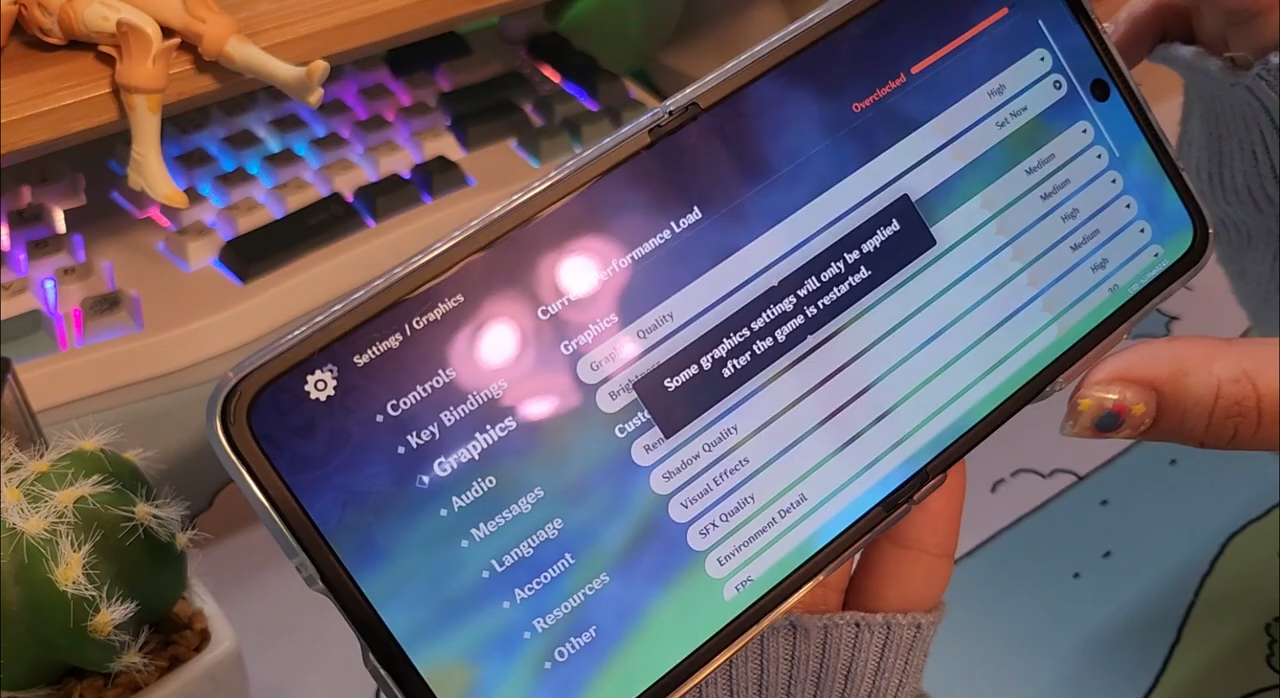 Settings / Graphics
Controls
Key Bindings
Graphics
Audio
Messages
Language
Account
Resources
Other
Performance Load
Overclocked
Graphics
Quality
High
Set Now
Some graphics settings will only be applied
after the game is restarted.
Medium
Shadow Quality
Medium
Visual Effects
High
SFX Quality
Medium
Environment Detail
High
FPS
30